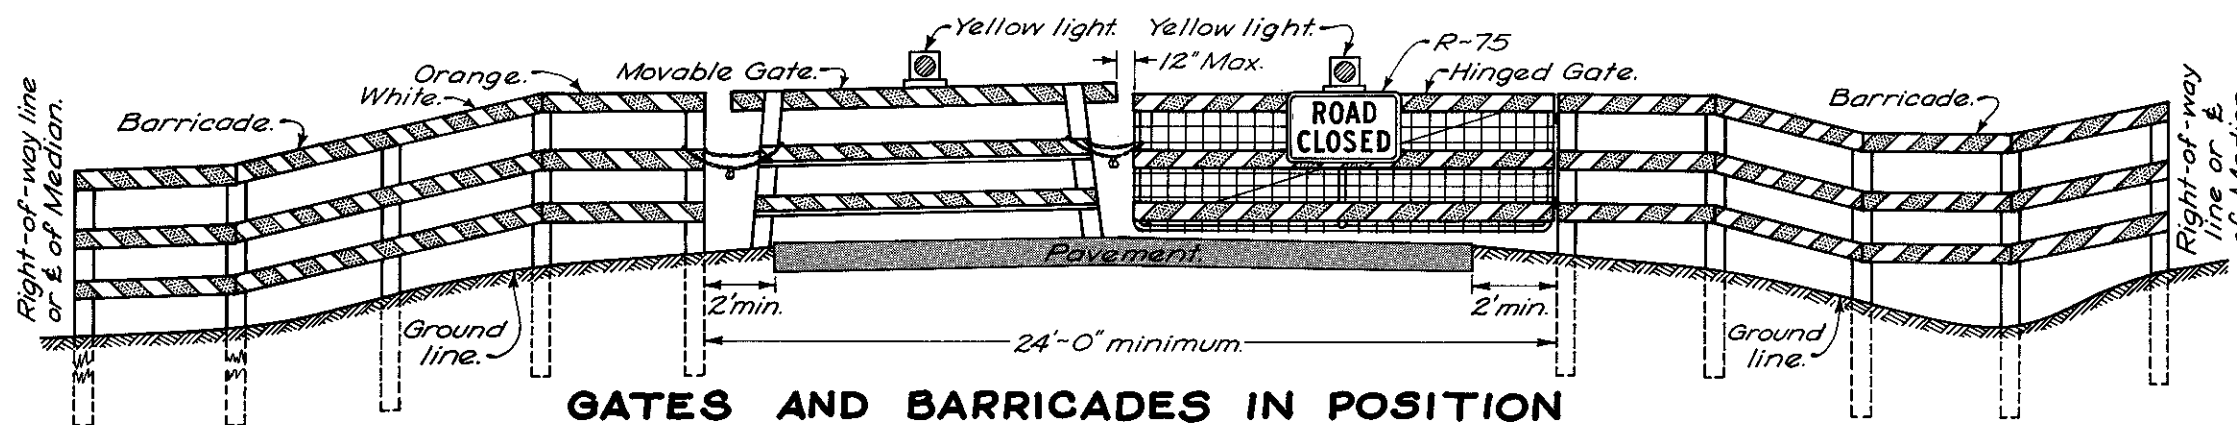 Yellow light.
Yellow light.
R~75
12" Max.
Orange.
White.
Movable Gate.
Hinged Gate.
Barricade.
Barricade.
ROAD
CLOSED
Right-of-way line
or ℄ of Median.
Right-of-way
line or ℄
of Median.
Pavement.
2' min.
2' min.
Ground
line.
Ground
line.
24'~0" minimum.
GATES AND BARRICADES IN POSITION